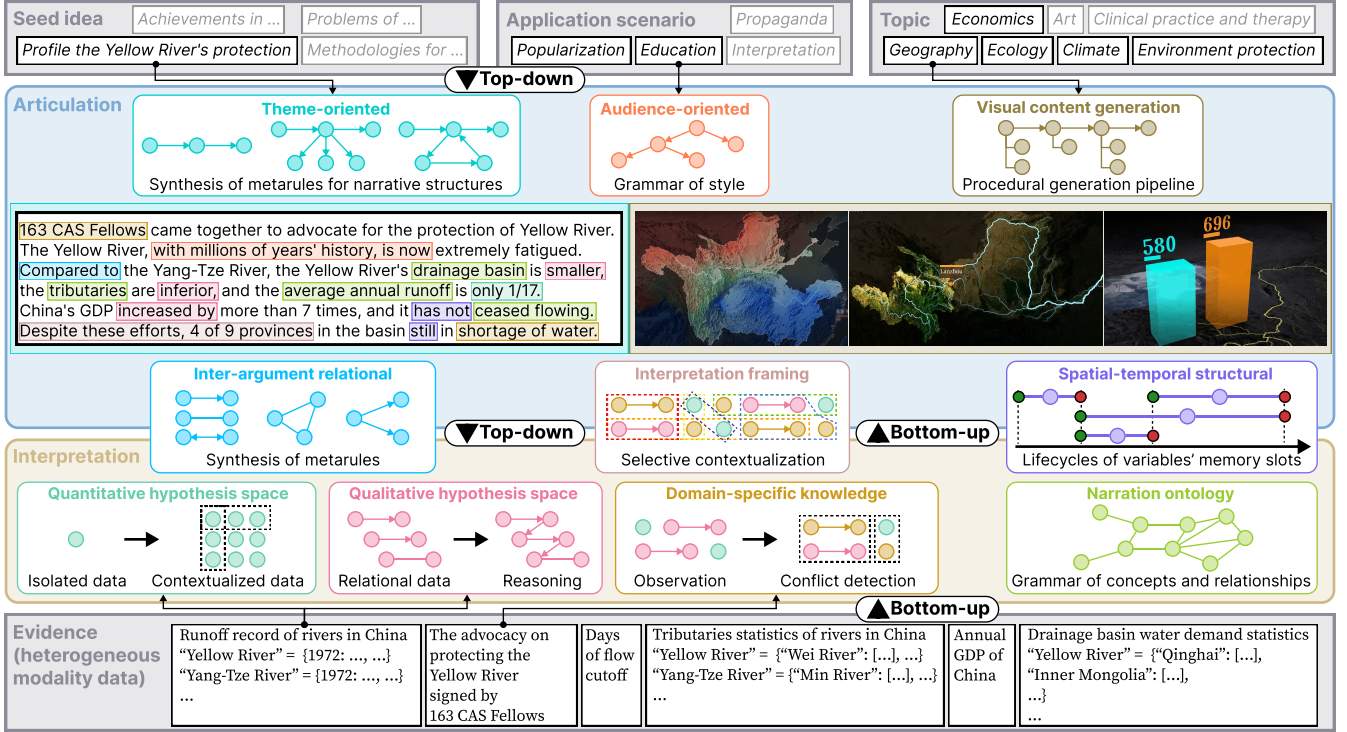 Seed idea
Achievements in ...
Problems of ...
Profile the Yellow River's protection
Methodologies for ...
Application scenario
Propaganda
Popularization
Education
Interpretation
Topic
Economics
Art
Clinical practice and therapy
Geography
Ecology
Climate
Environment protection
▼Top-down
Articulation
Theme-oriented
Synthesis of metarules for narrative structures
Audience-oriented
Grammar of style
Visual content generation
Procedural generation pipeline
163 CAS Fellows came together to advocate for the protection of Yellow River.
The Yellow River, with millions of years' history, is now extremely fatigued.
Compared to the Yang-Tze River, the Yellow River's drainage basin is smaller,
the tributaries are inferior, and the average annual runoff is only 1/17.
China's GDP increased by more than 7 times, and it has not ceased flowing.
Despite these efforts, 4 of 9 provinces in the basin still in shortage of water.
Lanzhou
580
696
Inter-argument relational
Synthesis of metarules
Interpretation framing
Selective contextualization
Spatial-temporal structural
Lifecycles of variables' memory slots
▼Top-down
▲Bottom-up
Interpretation
Quantitative hypothesis space
Isolated data
Contextualized data
Qualitative hypothesis space
Relational data
Reasoning
Domain-specific knowledge
Observation
Conflict detection
Narration ontology
Grammar of concepts and relationships
▲Bottom-up
Evidence
(heterogeneous
modality data)
Runoff record of rivers in China
“Yellow River” = {1972: ..., ...}
“Yang-Tze River” = {1972: ..., ...}
...
The advocacy on
protecting the
Yellow River
signed by
163 CAS Fellows
Days
of flow
cutoff
Tributaries statistics of rivers in China
“Yellow River” = {“Wei River”: [...], ...}
“Yang-Tze River” = {“Min River”: [...], ...}
...
Annual
GDP of
China
Drainage basin water demand statistics
“Yellow River” = {“Qinghai”: [...],
“Inner Mongolia”: [...],
...}
...